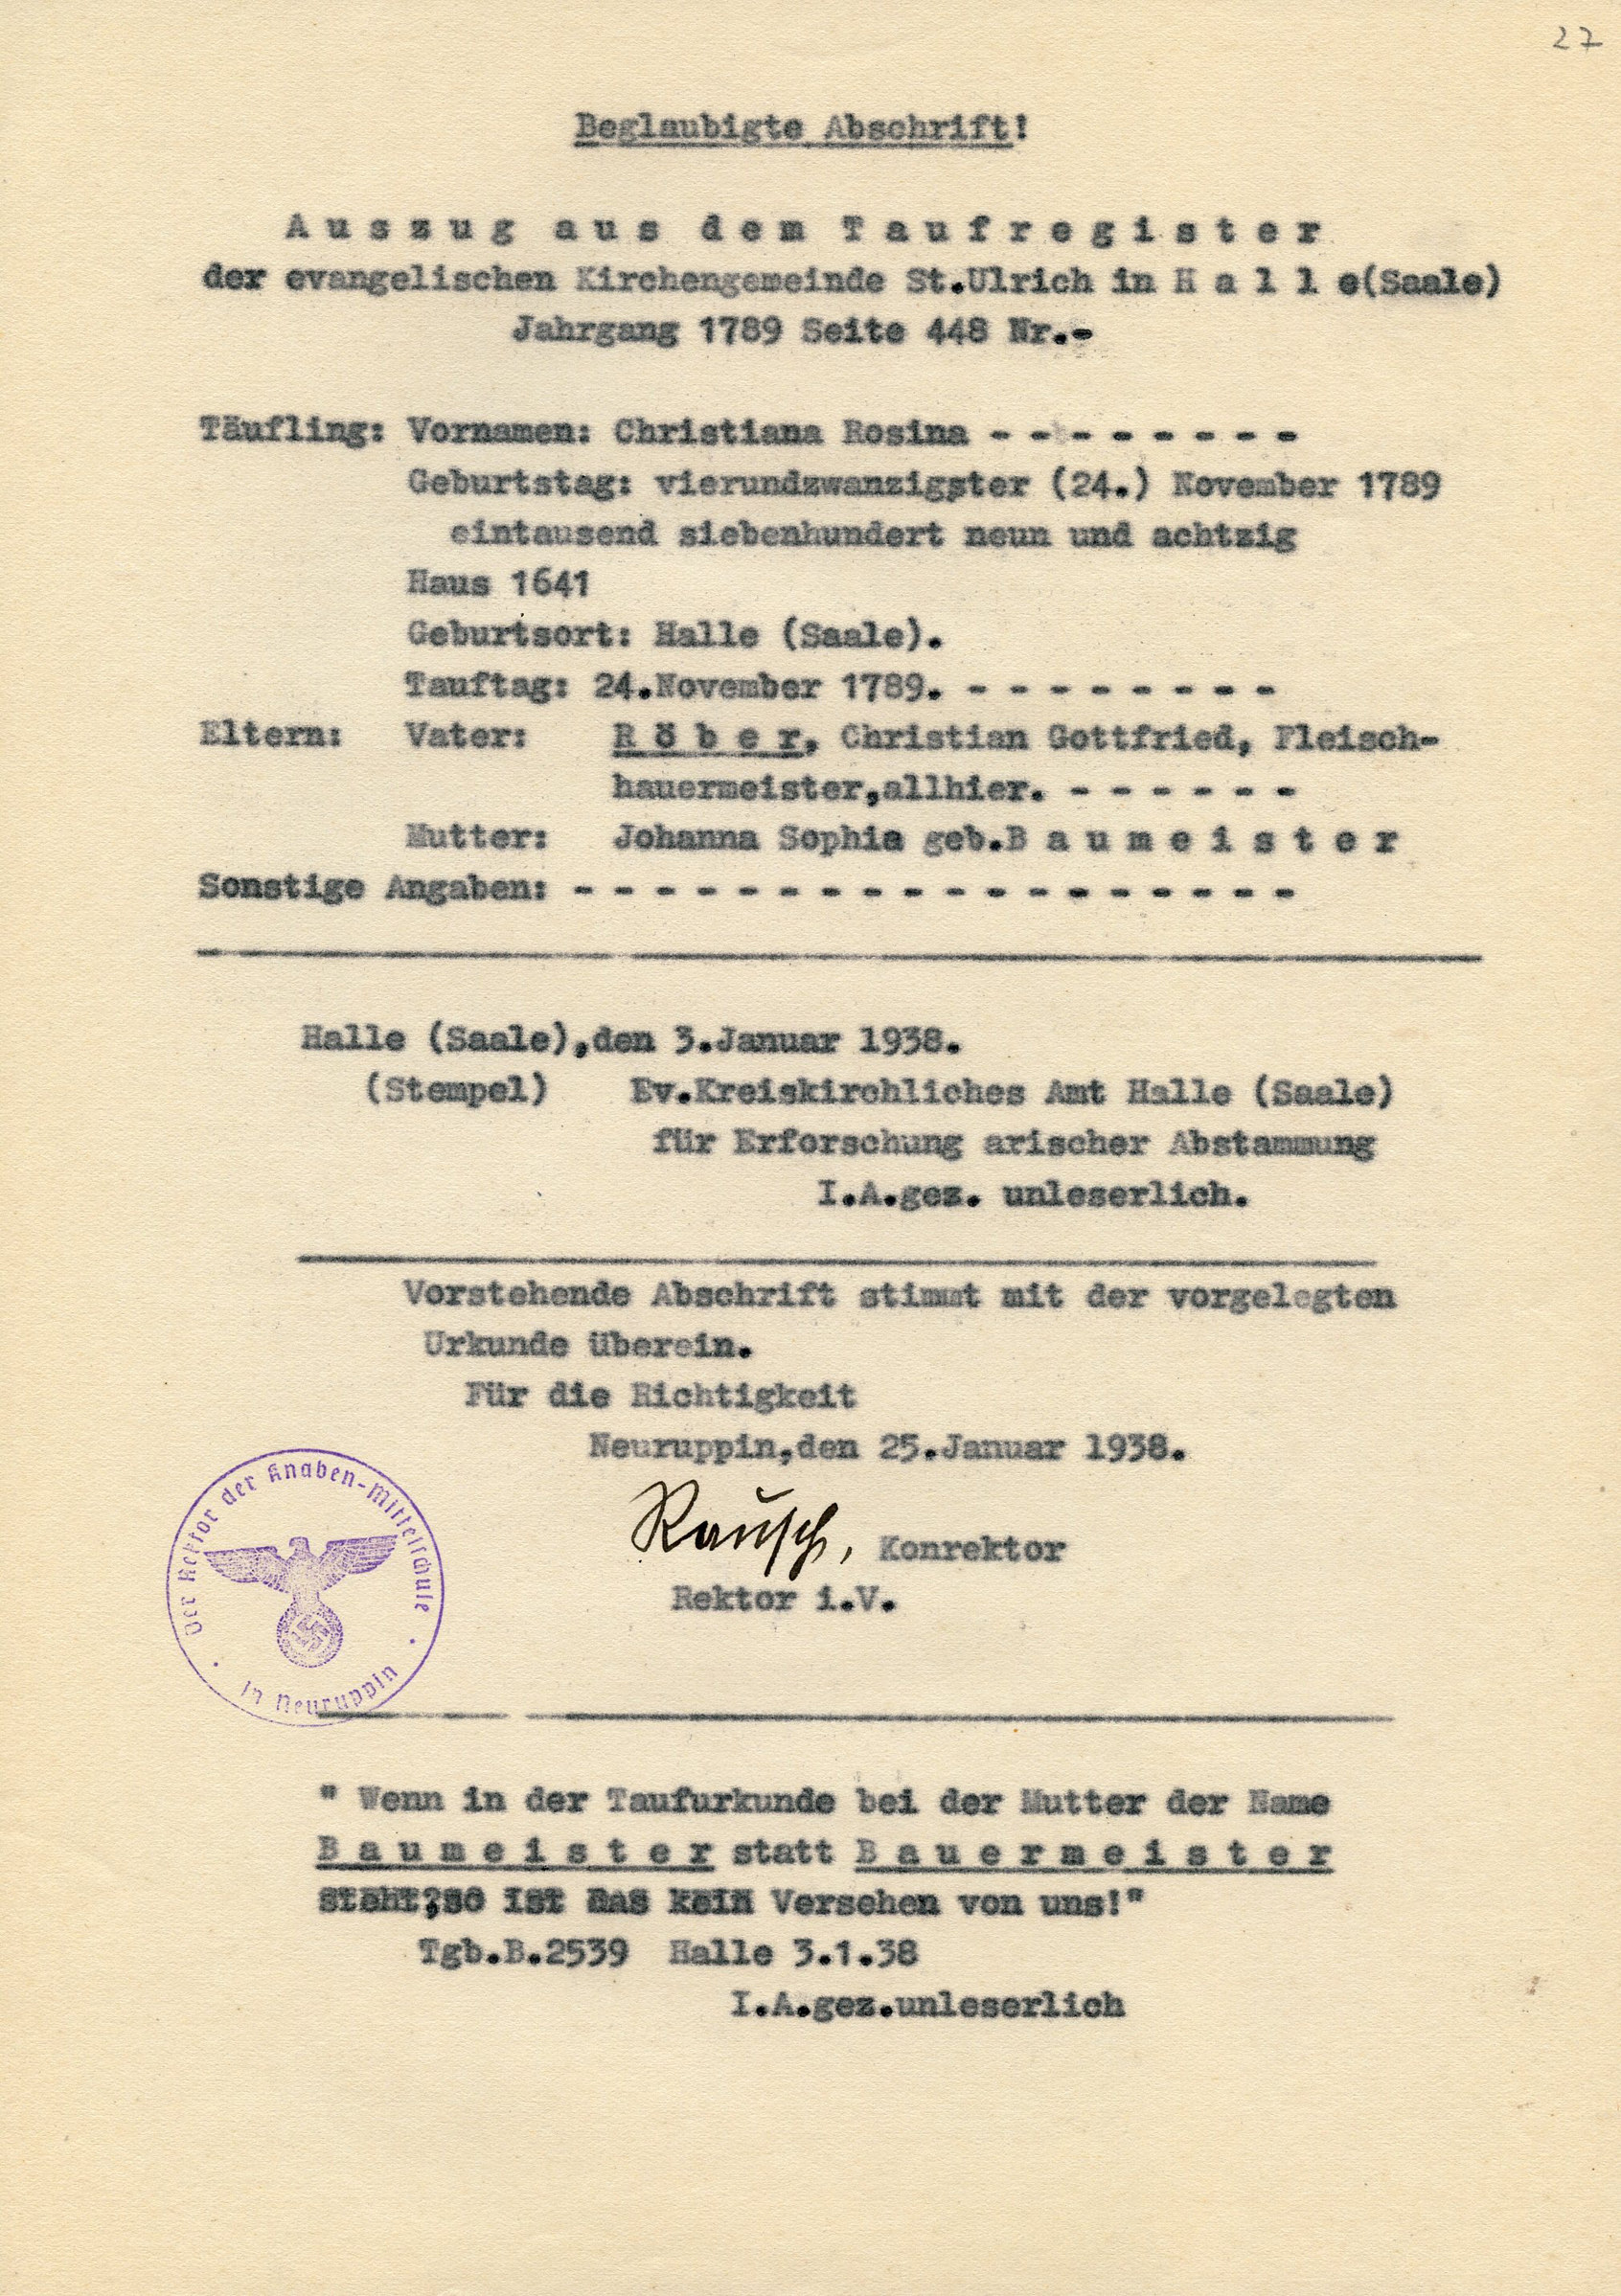 27
Beglaubigte Abschrift!
A u s z u g  a u s  d e m  T a u f r e g i s t e r
der evangelischen Kirchengemeinde St.Ulrich in H a l l e(Saale)
Jahrgang 1789 Seite 448 Nr.-
Täufling: Vornamen: Christiana Rosina - - - - - - - -
Geburtstag: vierundzwanzigster (24.) November 1789
eintausend siebenhundert neun und achtzig
Haus 1641
Geburtsort: Halle (Saale).
Tauftag: 24.November 1789. - - - - - - - -
Eltern: Vater: R ö b e r, Christian Gottfried, Fleisch-
hauermeister,allhier. - - - - - -
Mutter: Johanna Sophia geb.B a u m e i s t e r
Sonstige Angaben: - - - - - - - - - - - - - - - - - -
Halle (Saale),den 3.Januar 1938.
(Stempel) Ev.Kreiskirchliches Amt Halle (Saale)
für Erforschung arischer Abstammung
I.A.gez. unleserlich.
Vorstehende Abschrift stimmt mit der vorgelegten
Urkunde überein.
Für die Richtigkeit
Neuruppin,den 25.Januar 1938.
Rausch, Konrektor
Rektor i.V.
Der Rektor der Knaben-Mittelschule
in Neuruppin
" Wenn in der Taufurkunde bei der Mutter der Name
B a u m e i s t e r statt B a u e r m e i s t e r
steht,so ist das kein Versehen von uns!"
Tgb.B.2539 Halle 3.1.38
I.A.gez.unleserlich